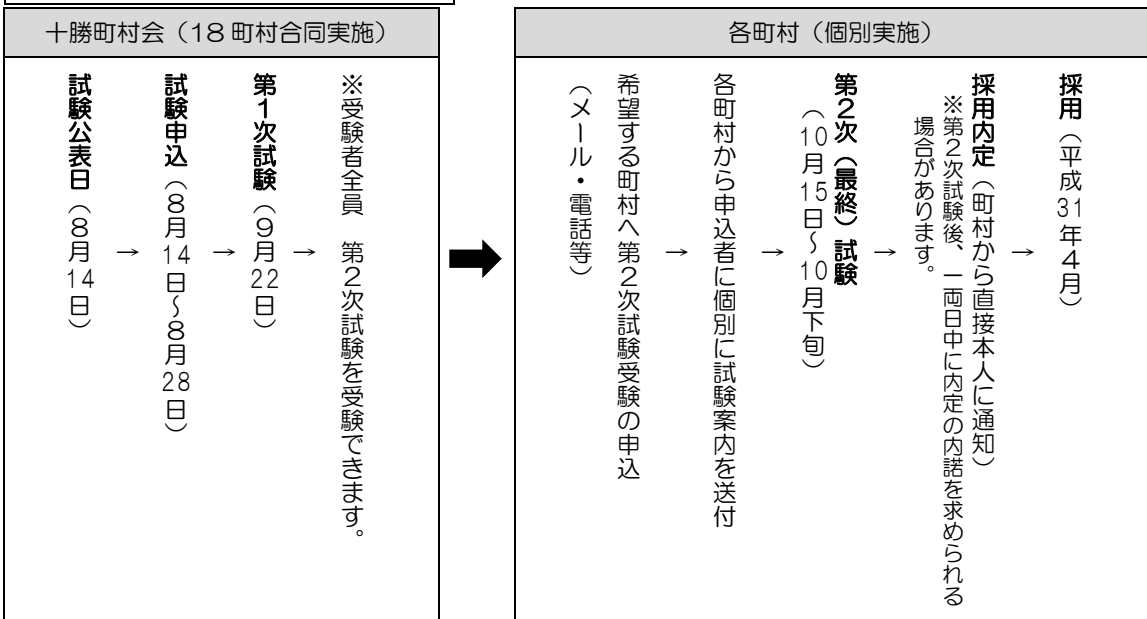 十勝町村会（18町村合同実施）
試験公表日（8月14日）
→
試験申込（8月14日～8月28日）
→
第1次試験（9月22日）
→
※受験者全員　第2次試験を受験できます。
➡
各町村（個別実施）
希望する町村へ第2次試験受験の申込
（メール・電話等）
→
各町村から申込者に個別に試験案内を送付
→
第2次（最終）試験
（10月15日～10月下旬）
→
採用内定（町村から直接本人に通知）
※第2次試験後、一両日中に内定の内諾を求められる
場合があります。
→
採用（平成31年4月）